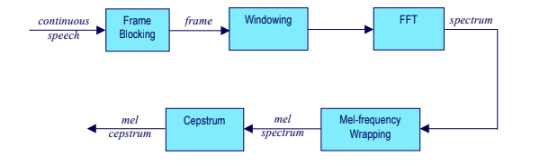 continuous
speech
Frame
Blocking
frame
Windowing
FFT
spectrum
Mel-frequency
Wrapping
mel
spectrum
Cepstrum
mel
cepstrum